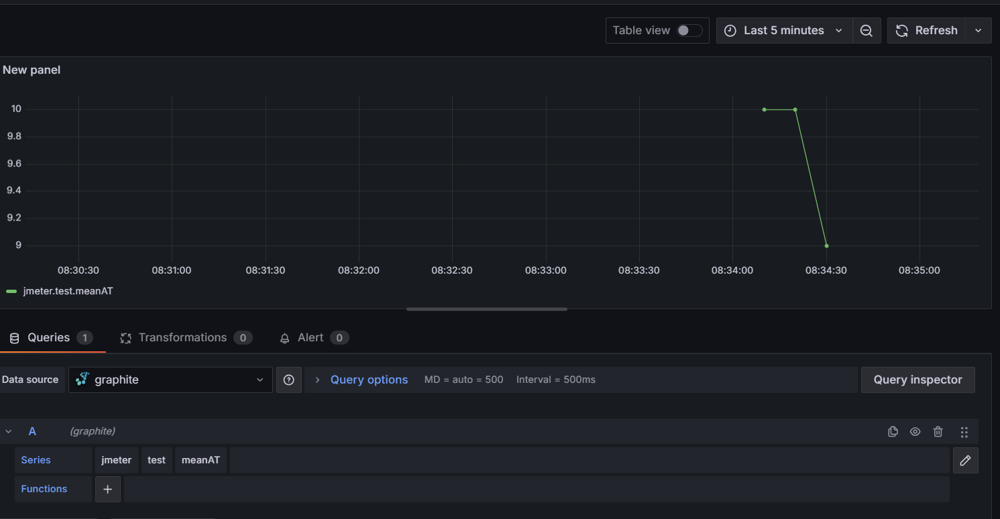 Table view Last 5 minutes Refresh
New panel
10
9.8
9.6
9.4
9.2
9
08:30:30 08:31:00 08:31:30 08:32:00 08:32:30 08:33:00 08:33:30 08:34:00 08:34:30 08:35:00
jmeter.test.meanAT
Queries 1 Transformations 0 Alert 0
Data source graphite Query options MD = auto = 500 Interval = 500ms Query inspector
A (graphite)
Series jmeter test meanAT
Functions +